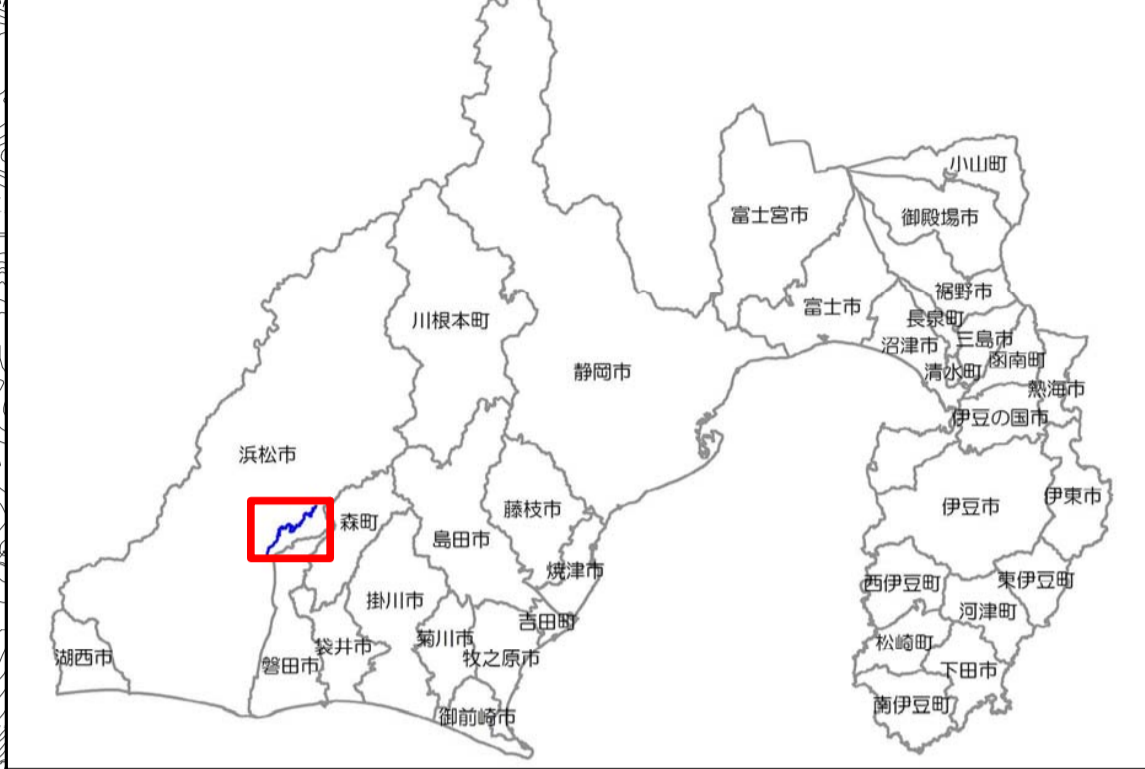 小山町
富士宮市
御殿場市
裾野市
富士市
長泉町
川根本町
三島市
沼津市
函南町
清水町
静岡市
熱海市
伊豆の国市
浜松市
伊東市
伊豆市
藤枝市
森町
島田市
焼津市
東伊豆町
西伊豆町
掛川市
河津町
吉田町
菊川市
松崎町
袋井市
湖西市
牧之原市
磐田市
下田市
南伊豆町
御前崎市